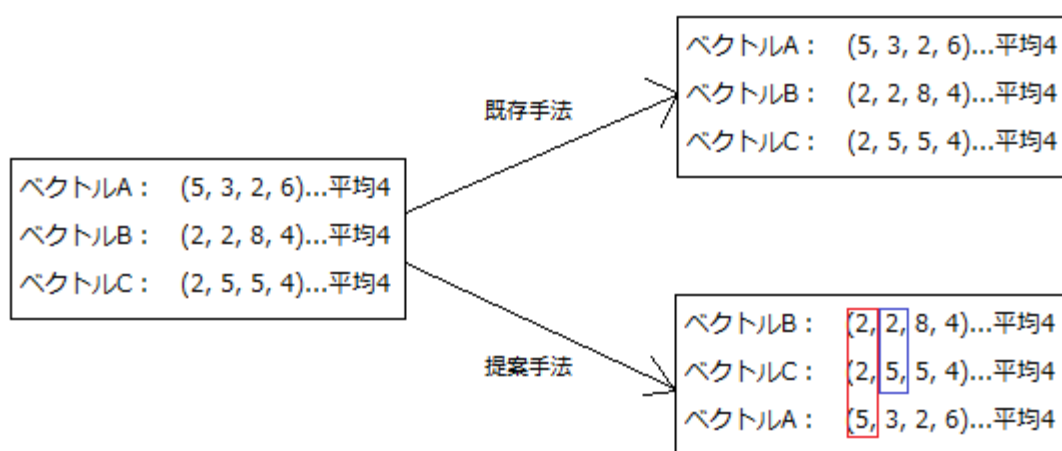 ベクトルA： (5, 3, 2, 6)...平均4
ベクトルB： (2, 2, 8, 4)...平均4
ベクトルC： (2, 5, 5, 4)...平均4
既存手法
ベクトルA： (5, 3, 2, 6)...平均4
ベクトルB： (2, 2, 8, 4)...平均4
ベクトルC： (2, 5, 5, 4)...平均4
提案手法
ベクトルB： (2, 2, 8, 4)...平均4
ベクトルC： (2, 5, 5, 4)...平均4
ベクトルA： (5, 3, 2, 6)...平均4